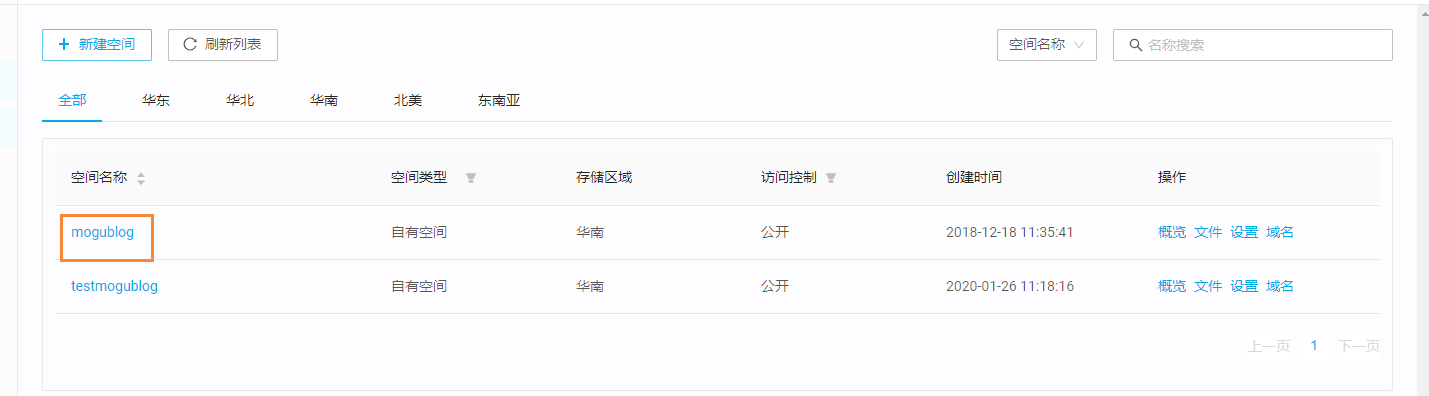 新建空间 刷新列表 空间名称 名称搜索
全部 华东 华北 华南 北美 东南亚
空间名称 空间类型 存储区域 访问控制 创建时间 操作
mogublog 自有空间 华南 公开 2018-12-18 11:35:41 概览 文件 设置 域名
testmogublog 自有空间 华南 公开 2020-01-26 11:18:16 概览 文件 设置 域名
上一页 1 下一页